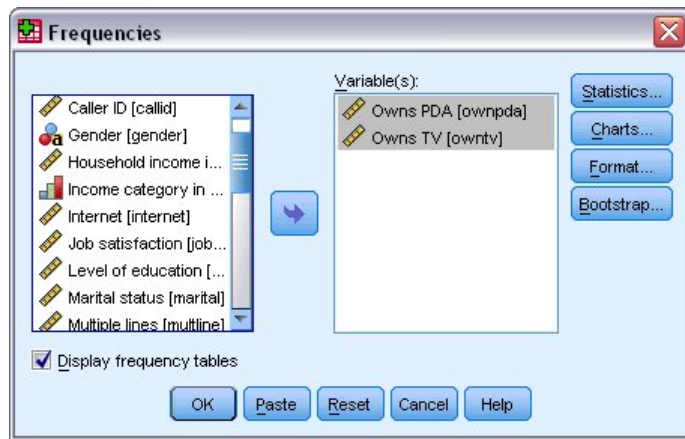 Frequencies
Caller ID [callid]
Gender [gender]
Household income i...
Income category in ...
Internet [internet]
Job satisfaction [job...
Level of education [...
Marital status [marital]
Multiple lines [multline]
Variable(s):
Owns PDA [ownpda]
Owns TV [owntv]
Statistics...
Charts...
Format...
Bootstrap...
Display frequency tables
OK Paste Reset Cancel Help